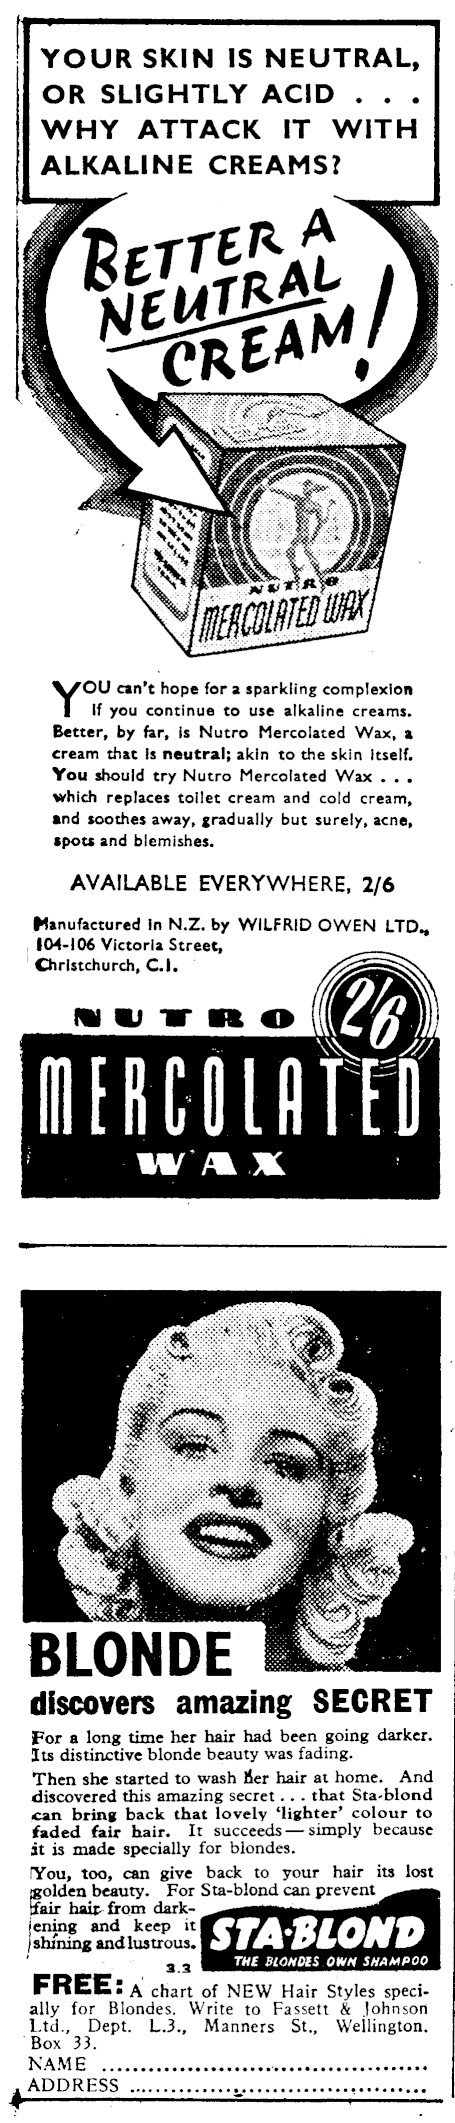 YOUR SKIN IS NEUTRAL,
OR SLIGHTLY ACID . . .
WHY ATTACK IT WITH
ALKALINE CREAMS?
BETTER A
NEUTRAL
CREAM!
NUTRO
MERCOLATED WAX
YOU can't hope for a sparkling complexion
if you continue to use alkaline creams.
Better, by far, is Nutro Mercolated Wax, a
cream that is neutral; akin to the skin itself.
You should try Nutro Mercolated Wax . . .
which replaces toilet cream and cold cream,
and soothes away, gradually but surely, acne,
spots and blemishes.
AVAILABLE EVERYWHERE, 2/6
Manufactured in N.Z. by WILFRID OWEN LTD.,
104-106 Victoria Street,
Christchurch, C.1.
2/6
NUTRO
MERCOLATED
WAX
BLONDE
discovers amazing SECRET
For a long time her hair had been going darker.
Its distinctive blonde beauty was fading.
Then she started to wash her hair at home. And
discovered this amazing secret . . . that Sta-blond
can bring back that lovely 'lighter' colour to
faded fair hair. It succeeds — simply because
it is made specially for blondes.
You, too, can give back to your hair its lost
golden beauty. For Sta-blond can prevent
fair hair from dark-
ening and keep it
shining and lustrous.
3.3
STA-BLOND
THE BLONDES OWN SHAMPOO
FREE: A chart of NEW Hair Styles speci-
ally for Blondes. Write to Fassett & Johnson
Ltd., Dept. L.3., Manners St., Wellington.
Box 33.
NAME ........................................
ADDRESS ....................................